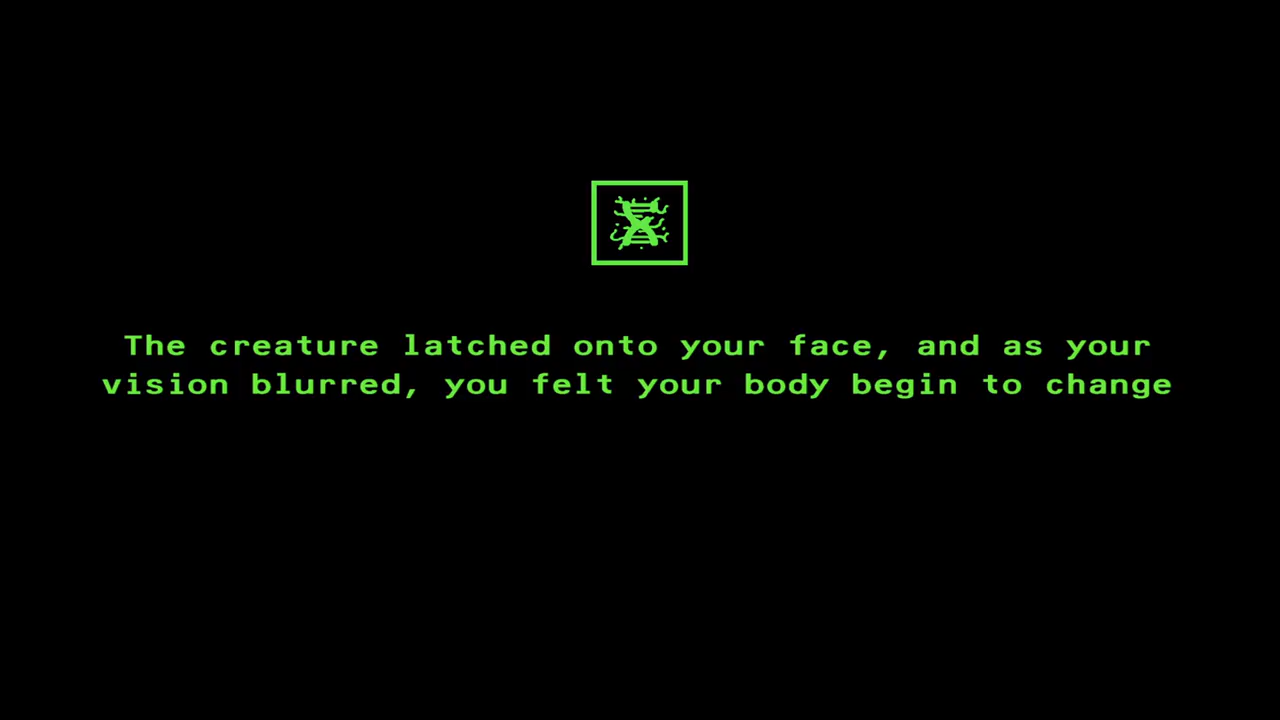 The creature latched onto your face, and as your
vision blurred, you felt your body begin to change